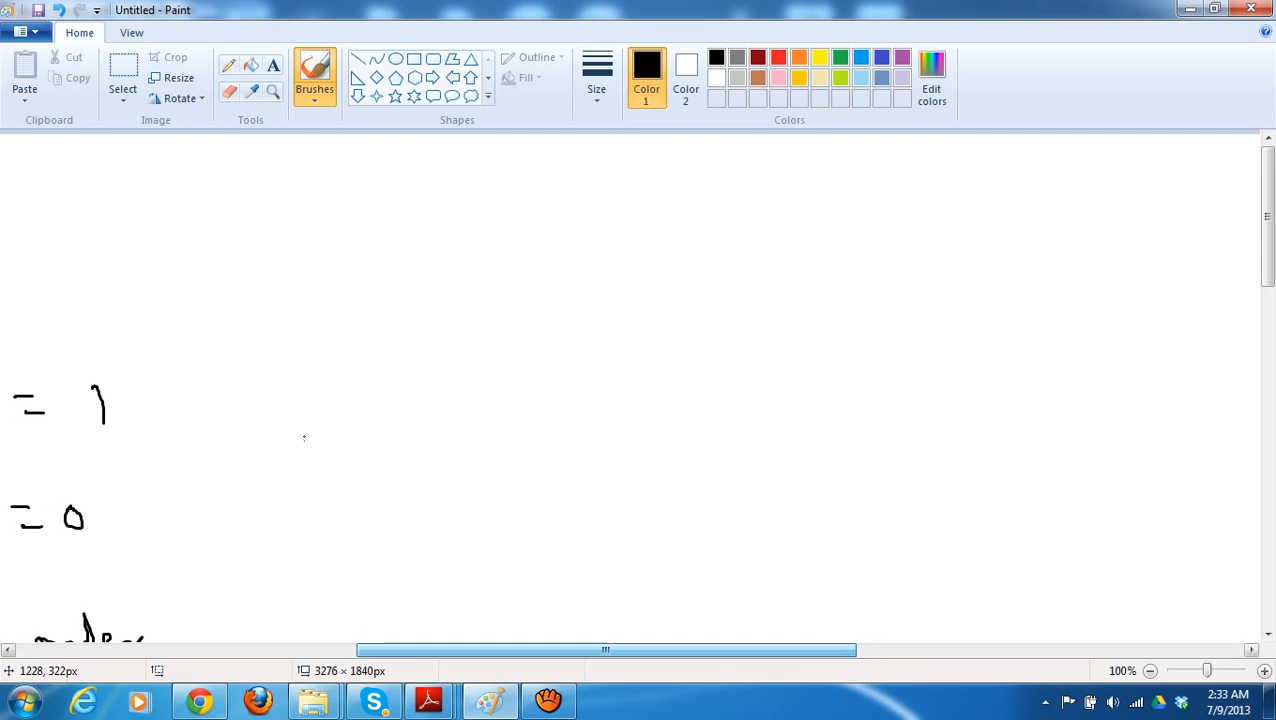 Untitled - Paint
Home View
Paste
Cut
Copy
Clipboard
Select
Crop
Resize
Rotate
Image
Tools
Brushes
Shapes
Outline
Fill
Size
Color 1
Color 2
Edit colors
Colors
= 1
= 0
1228, 322px
3276 × 1840px
100%
2:33 AM
7/9/2013